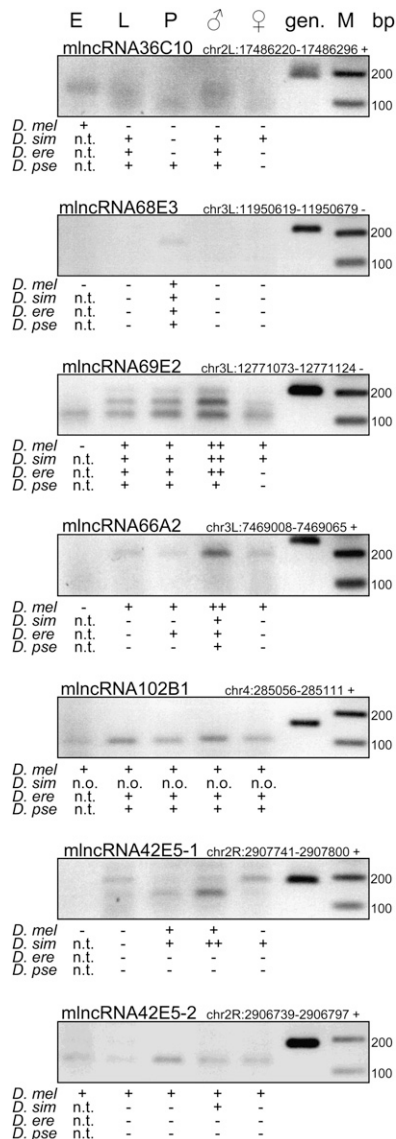 E L P ♂ ♀ gen. M bp
mlncRNA36C10 chr2L:17486220-17486296 +
200
100
D. mel + - - - -
D. sim n.t. + - + +
D. ere n.t. + - + -
D. pse n.t. + + + -
mlncRNA68E3 chr3L:11950619-11950679 -
200
100
D. mel - - + - -
D. sim n.t. - + - -
D. ere n.t. - + - -
D. pse n.t. - + - -
mlncRNA69E2 chr3L:12771073-12771124 -
200
100
D. mel - + + ++ +
D. sim n.t. + + ++ +
D. ere n.t. + + ++ -
D. pse n.t. + + + -
mlncRNA66A2 chr3L:7469008-7469065 +
200
100
D. mel - + + ++ +
D. sim n.t. - - + -
D. ere n.t. - + + -
D. pse n.t. - - + -
mlncRNA102B1 chr4:285056-285111 +
200
100
D. mel + + + + +
D. sim n.o. n.o. n.o. n.o. n.o.
D. ere n.t. + + + +
D. pse n.t. + + + +
mlncRNA42E5-1 chr2R:2907741-2907800 +
200
100
D. mel - - + + -
D. sim n.t. - + ++ +
D. ere n.t. - - - -
D. pse n.t. - - - -
mlncRNA42E5-2 chr2R:2906739-2906797 +
200
100
D. mel + + + + +
D. sim n.t. - - + -
D. ere n.t. - - - -
D. pse n.t. - - - -